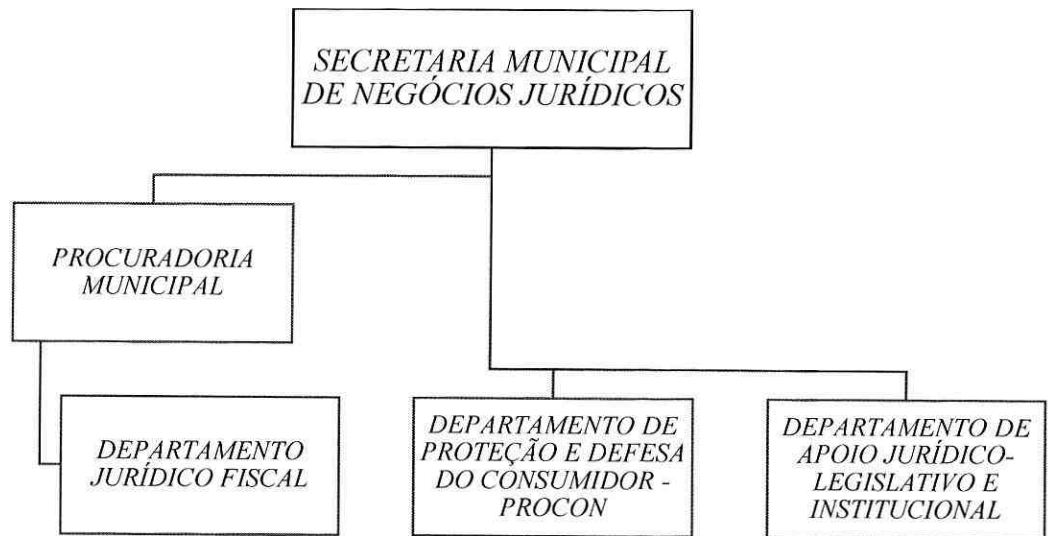 SECRETARIA MUNICIPAL
DE NEGÓCIOS JURÍDICOS
PROCURADORIA
MUNICIPAL
DEPARTAMENTO
JURÍDICO FISCAL
DEPARTAMENTO DE
PROTEÇÃO E DEFESA
DO CONSUMIDOR -
PROCON
DEPARTAMENTO DE
APOIO JURÍDICO-
LEGISLATIVO E
INSTITUCIONAL